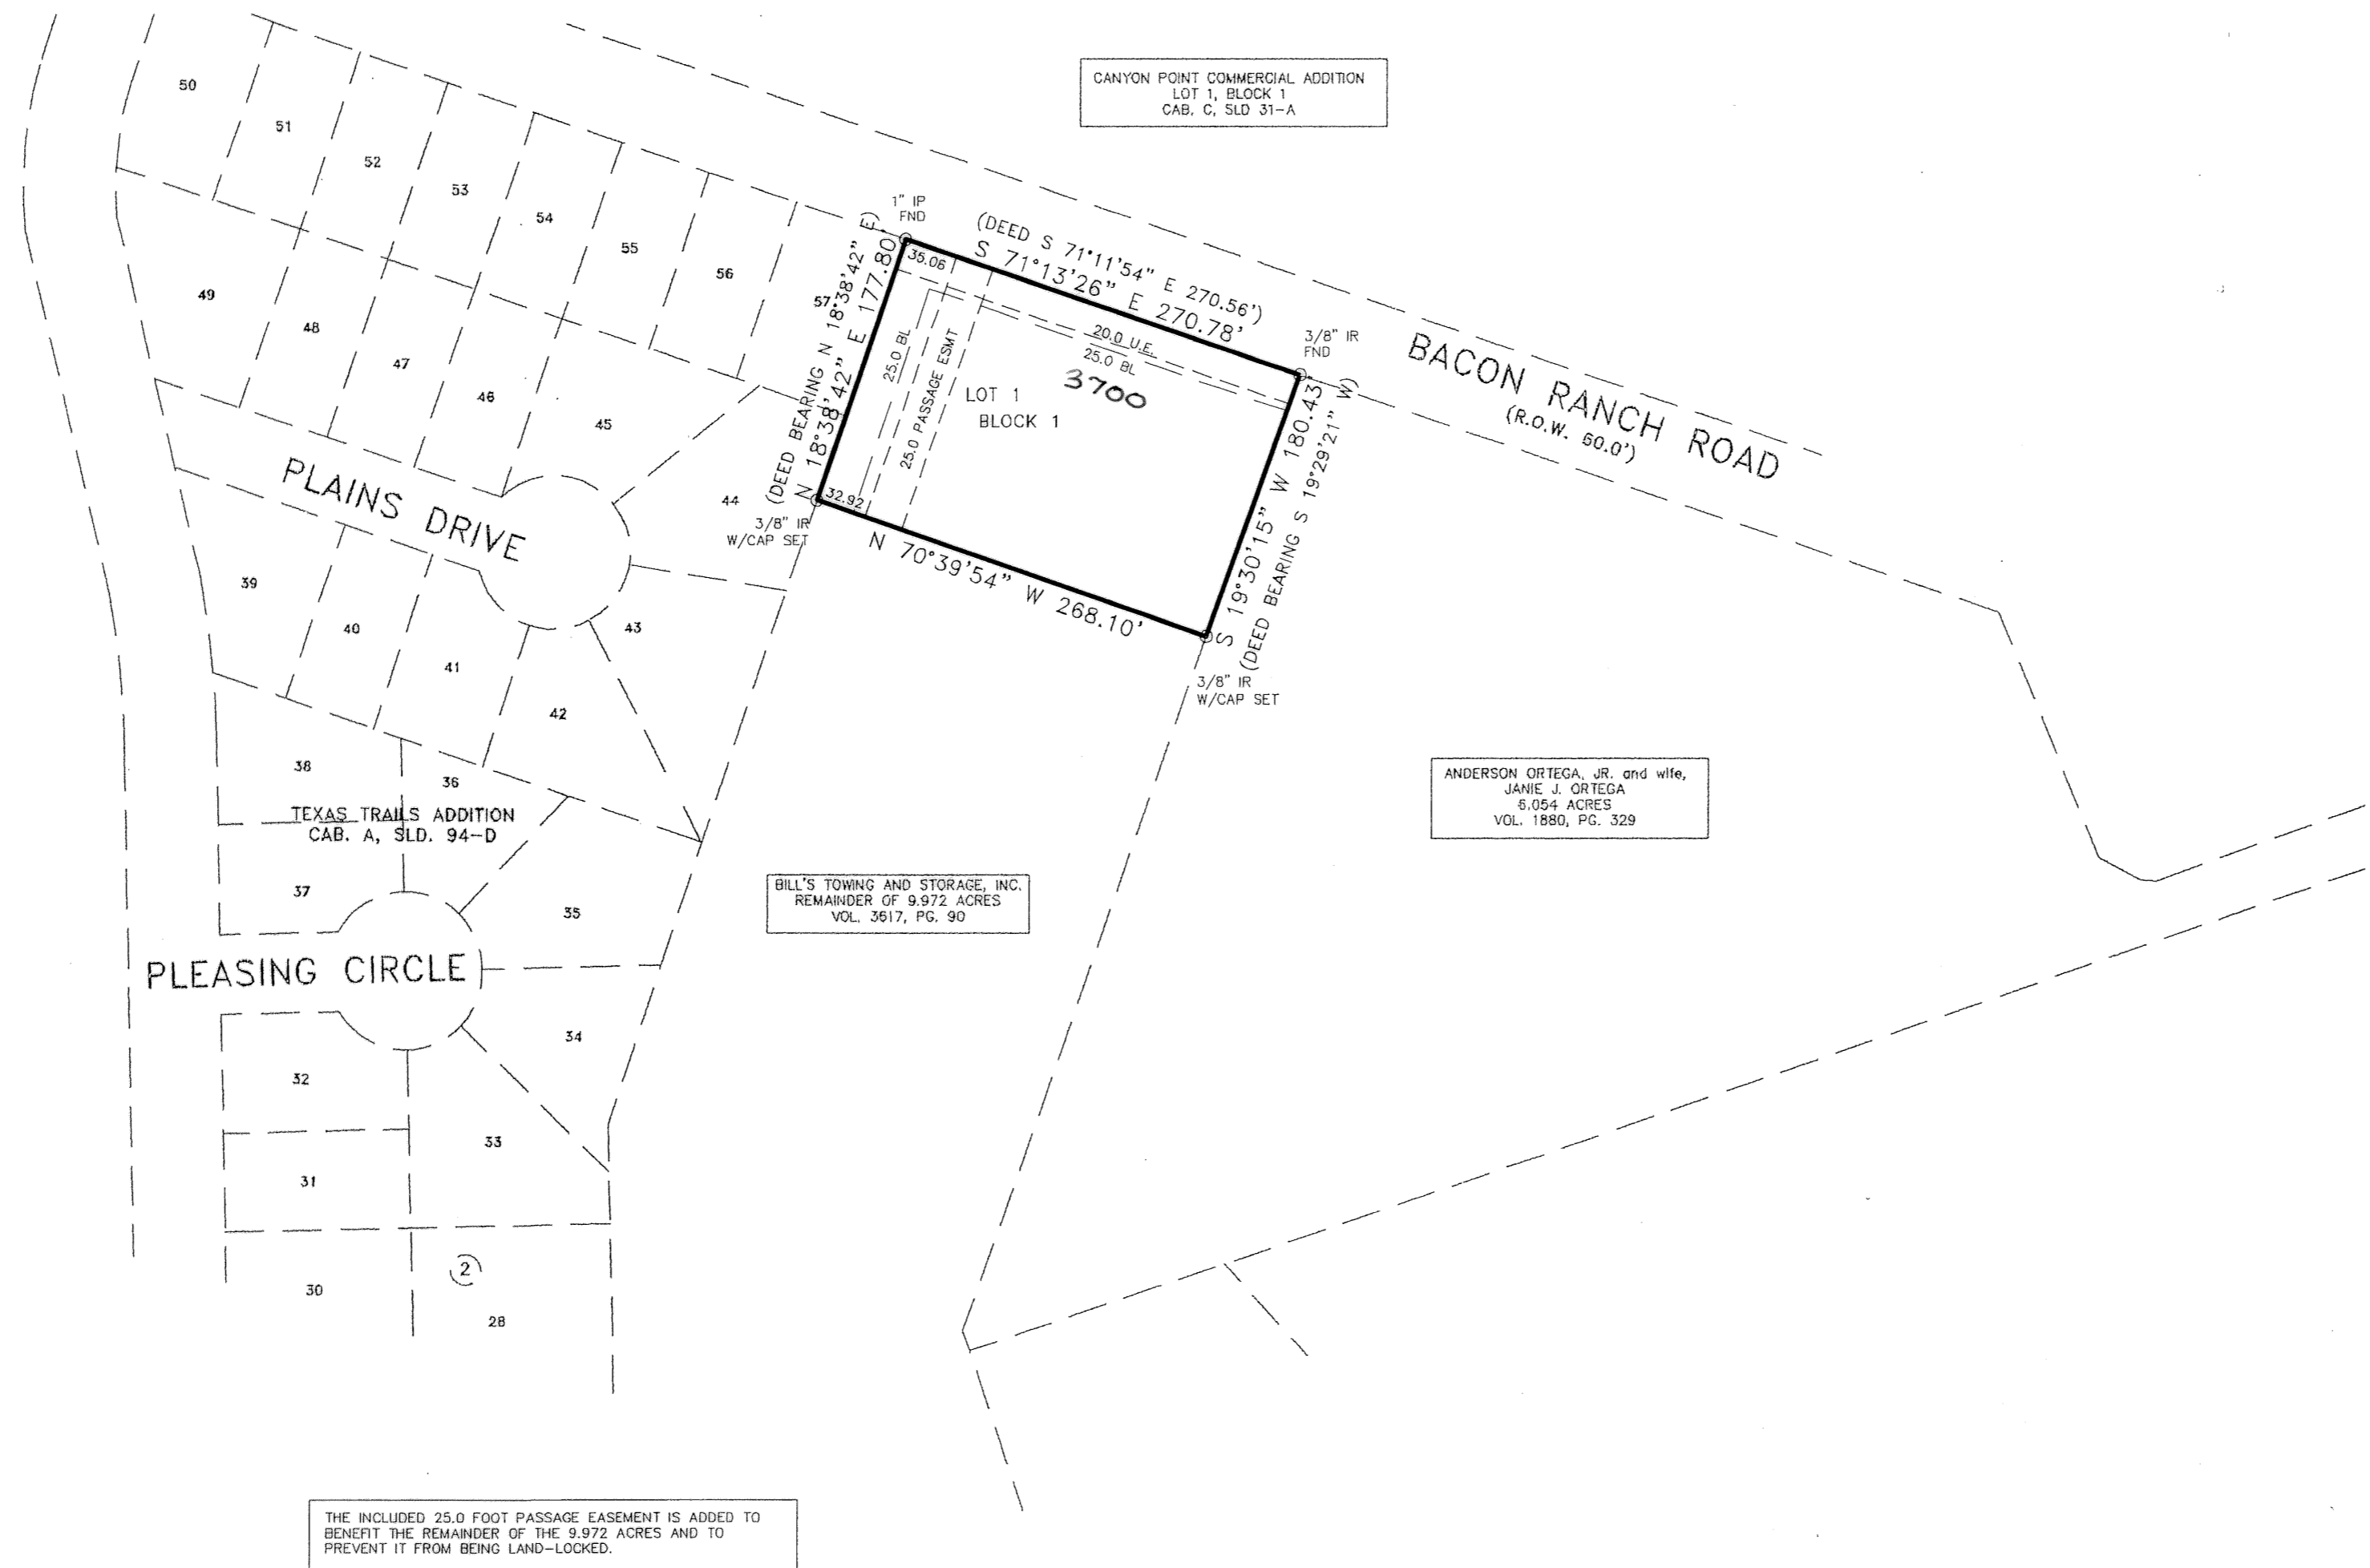 CANYON POINT COMMERCIAL ADDITION
LOT 1, BLOCK 1
CAB. C, SLD 31-A
50
51
52
53
54
55
56
57
49
48
47
46
45
44
1" IP
FND
(DEED S 71°11'54" E 270.56')
S 71°13'26" E 270.78'
3/8" IR
FND
BACON RANCH ROAD
(R.O.W. 60.0')
(DEED BEARING N 18°38'42" E)
N 18°38'42" E 177.80'
35.06
25.0 BL
25.0 PASSAGE ESMT
20.0 U.E.
25.0 BL
3700
LOT 1
BLOCK 1
32.92
3/8" IR
W/CAP SET
N 70°39'54" W 268.10'
S 19°30'15" W 180.43'
(DEED BEARING S 19°29'21" W)
3/8" IR
W/CAP SET
PLAINS DRIVE
39
40
41
42
43
38
36
TEXAS TRAILS ADDITION
CAB. A, SLD. 94-D
37
35
PLEASING CIRCLE
34
32
33
31
30
2
28
ANDERSON ORTEGA, JR. and wife,
JANIE J. ORTEGA
6.054 ACRES
VOL. 1880, PG. 329
BILL'S TOWING AND STORAGE, INC.
REMAINDER OF 9.972 ACRES
VOL. 3617, PG. 90
THE INCLUDED 25.0 FOOT PASSAGE EASEMENT IS ADDED TO
BENEFIT THE REMAINDER OF THE 9.972 ACRES AND TO
PREVENT IT FROM BEING LAND-LOCKED.